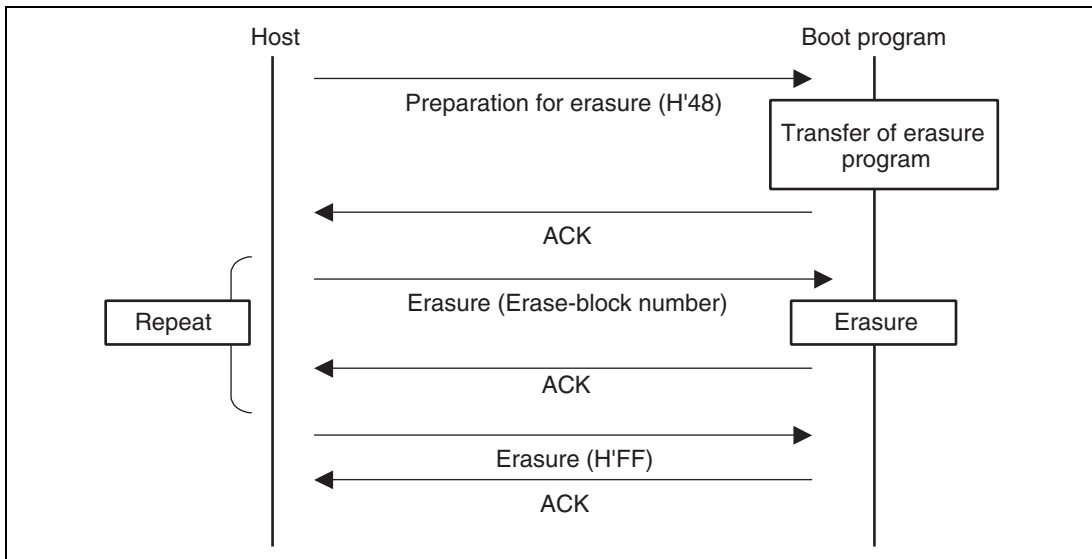 Host
Boot program
Preparation for erasure (H'48)
Transfer of erasure
program
ACK
Erasure (Erase-block number)
Repeat
Erasure
ACK
Erasure (H'FF)
ACK